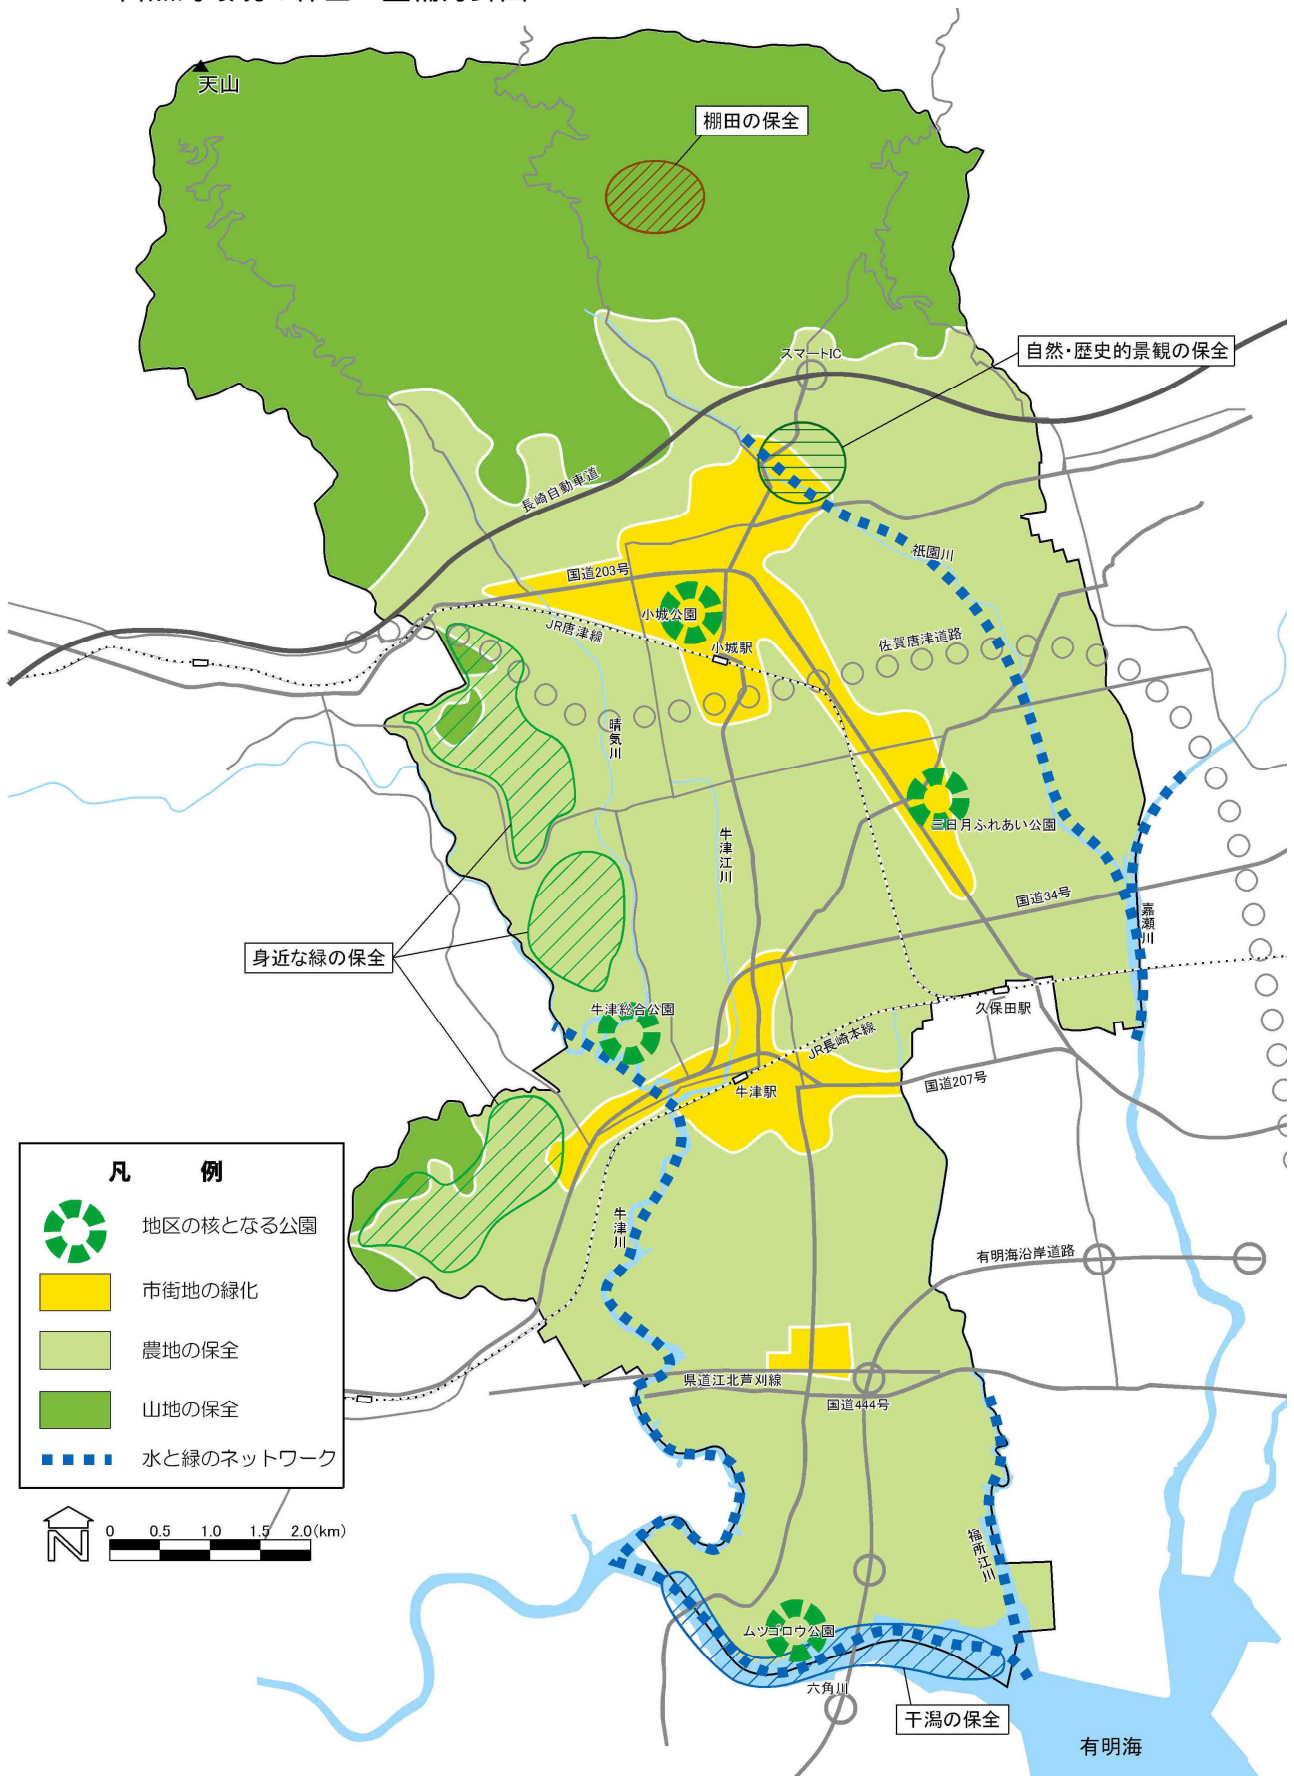 天山
棚田の保全
自然・歴史的景観の保全
スマートIC
長崎自動車道
祇園川
国道203号
小城公園
JR唐津線
小城駅
佐賀唐津道路
晴気川
三日月ふれあい公園
牛津江川
国道34号
嘉瀬川
身近な緑の保全
牛津総合公園
久保田駅
JR長崎本線
国道207号
牛津駅
牛津川
有明海沿岸道路
県道江北芦刈線
国道444号
福所江川
ムツゴロウ公園
六角川
干潟の保全
有明海
凡 例
地区の核となる公園
市街地の緑化
農地の保全
山地の保全
水と緑のネットワーク
N
0 0.5 1.0 1.5 2.0(km)